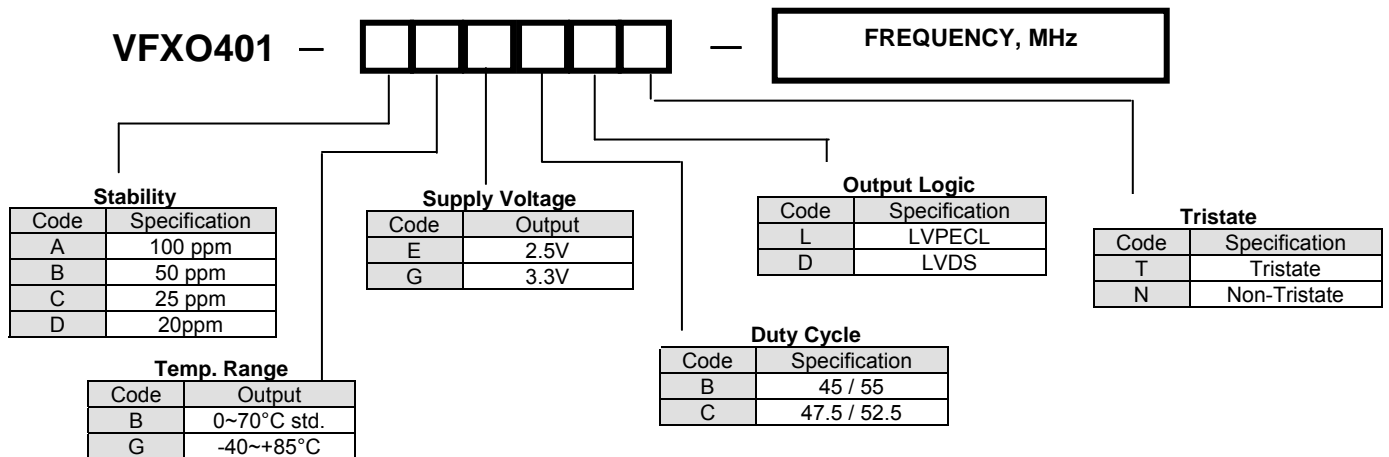 VFXO401 – — FREQUENCY, MHz
Stability
Code Specification
A 100 ppm
B 50 ppm
C 25 ppm
D 20ppm
Temp. Range
Code Output
B 0~70°C std.
G -40~+85°C
Supply Voltage
Code Output
E 2.5V
G 3.3V
Duty Cycle
Code Specification
B 45 / 55
C 47.5 / 52.5
Output Logic
Code Specification
L LVPECL
D LVDS
Tristate
Code Specification
T Tristate
N Non-Tristate